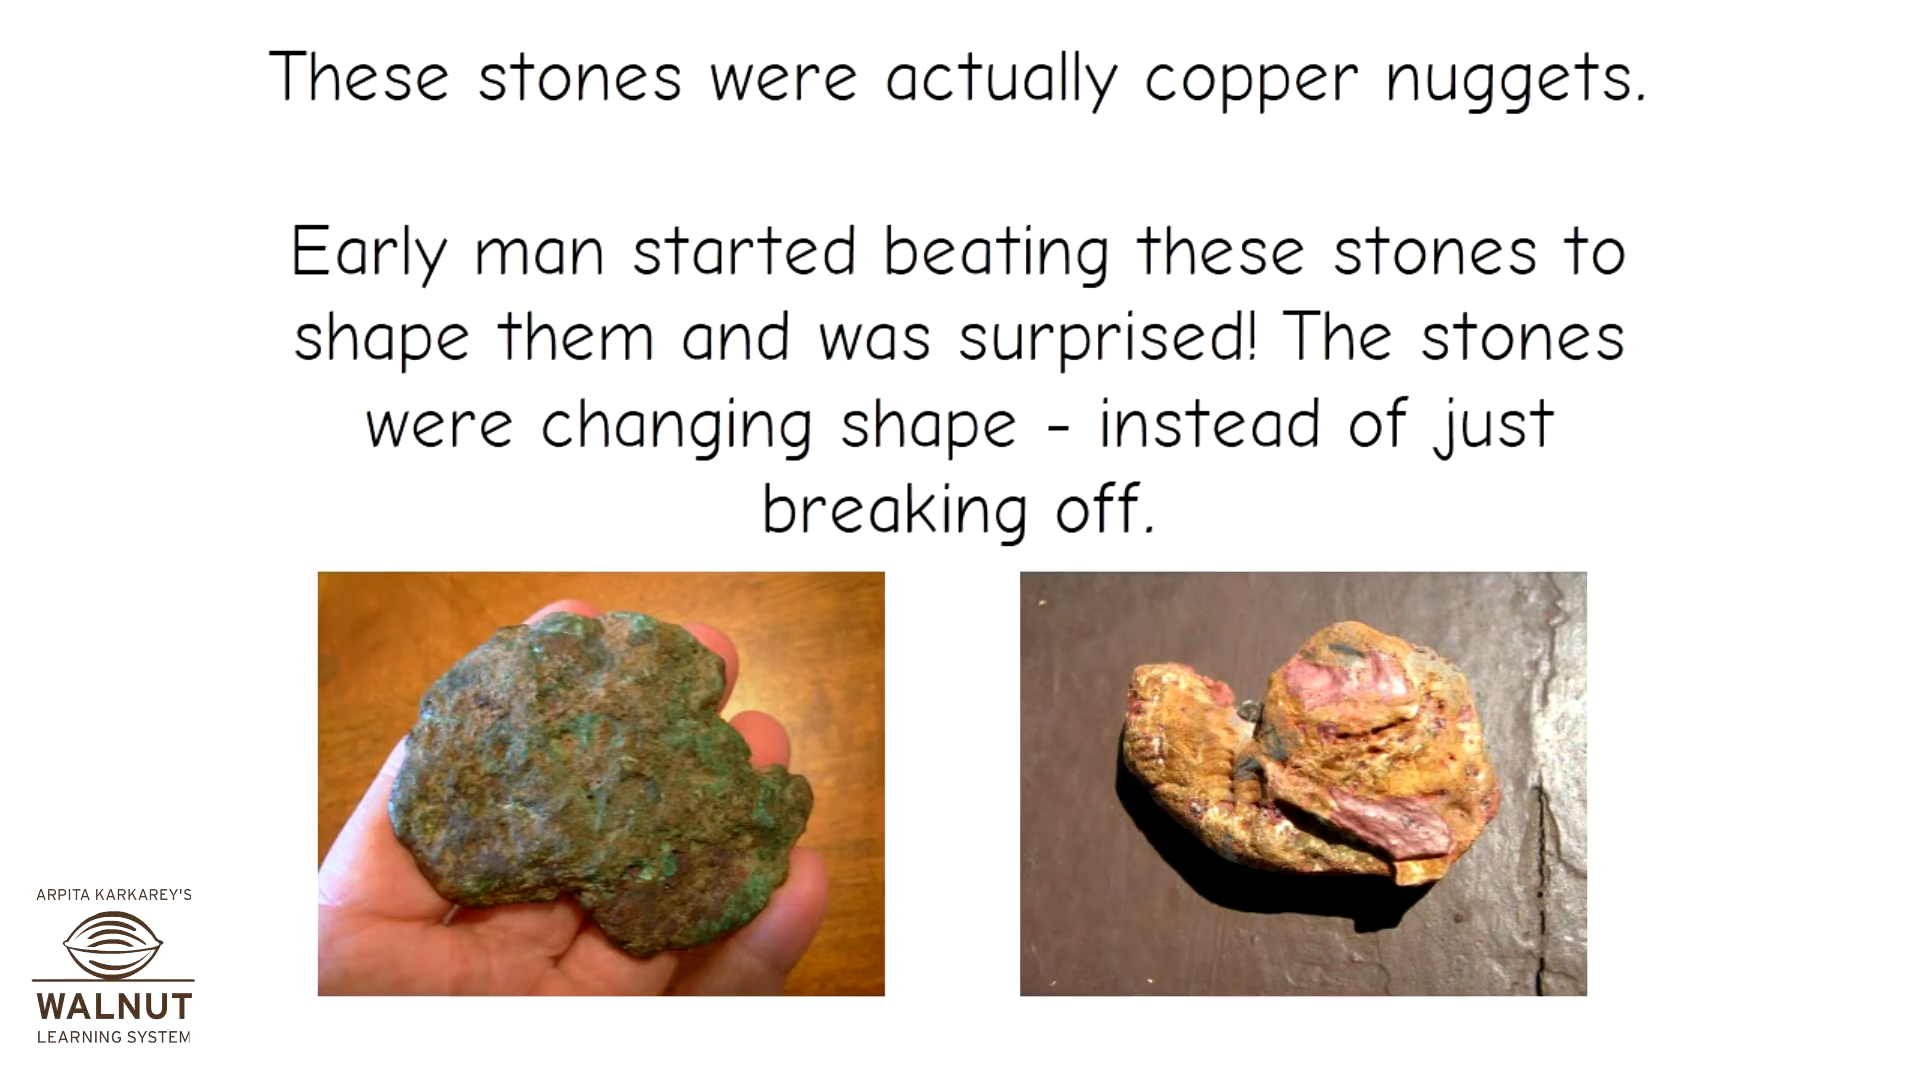 These stones were actually copper nuggets.
Early man started beating these stones to
shape them and was surprised! The stones
were changing shape - instead of just
breaking off.
ARPITA KARKAREY'S
WALNUT
LEARNING SYSTEM